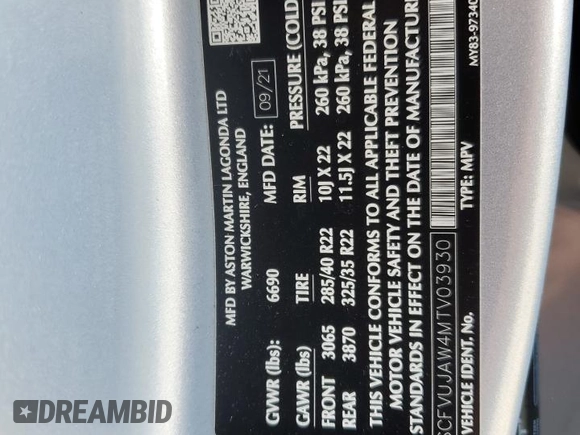 MFD BY ASTON MARTIN LAGONDA LTD
WARWICKSHIRE, ENGLAND
GVWR (lbs): 6690 MFD DATE: 09/21
GAWR (lbs) TIRE RIM PRESSURE (COLD
FRONT 3065 285/40 R22 10J X 22 260 kPa, 38 PSI
REAR 3870 325/35 R22 11.5J X 22 260 kPa, 38 PSI
THIS VEHICLE CONFORMS TO ALL APPLICABLE FEDERAL
MOTOR VEHICLE SAFETY AND THEFT PREVENTION
STANDARDS IN EFFECT ON THE DATE OF MANUFACTUR
SCFVUJAW4MTV03930
VEHICLE IDENT. No. TYPE: MPV
MY83-9734
DREAMBID